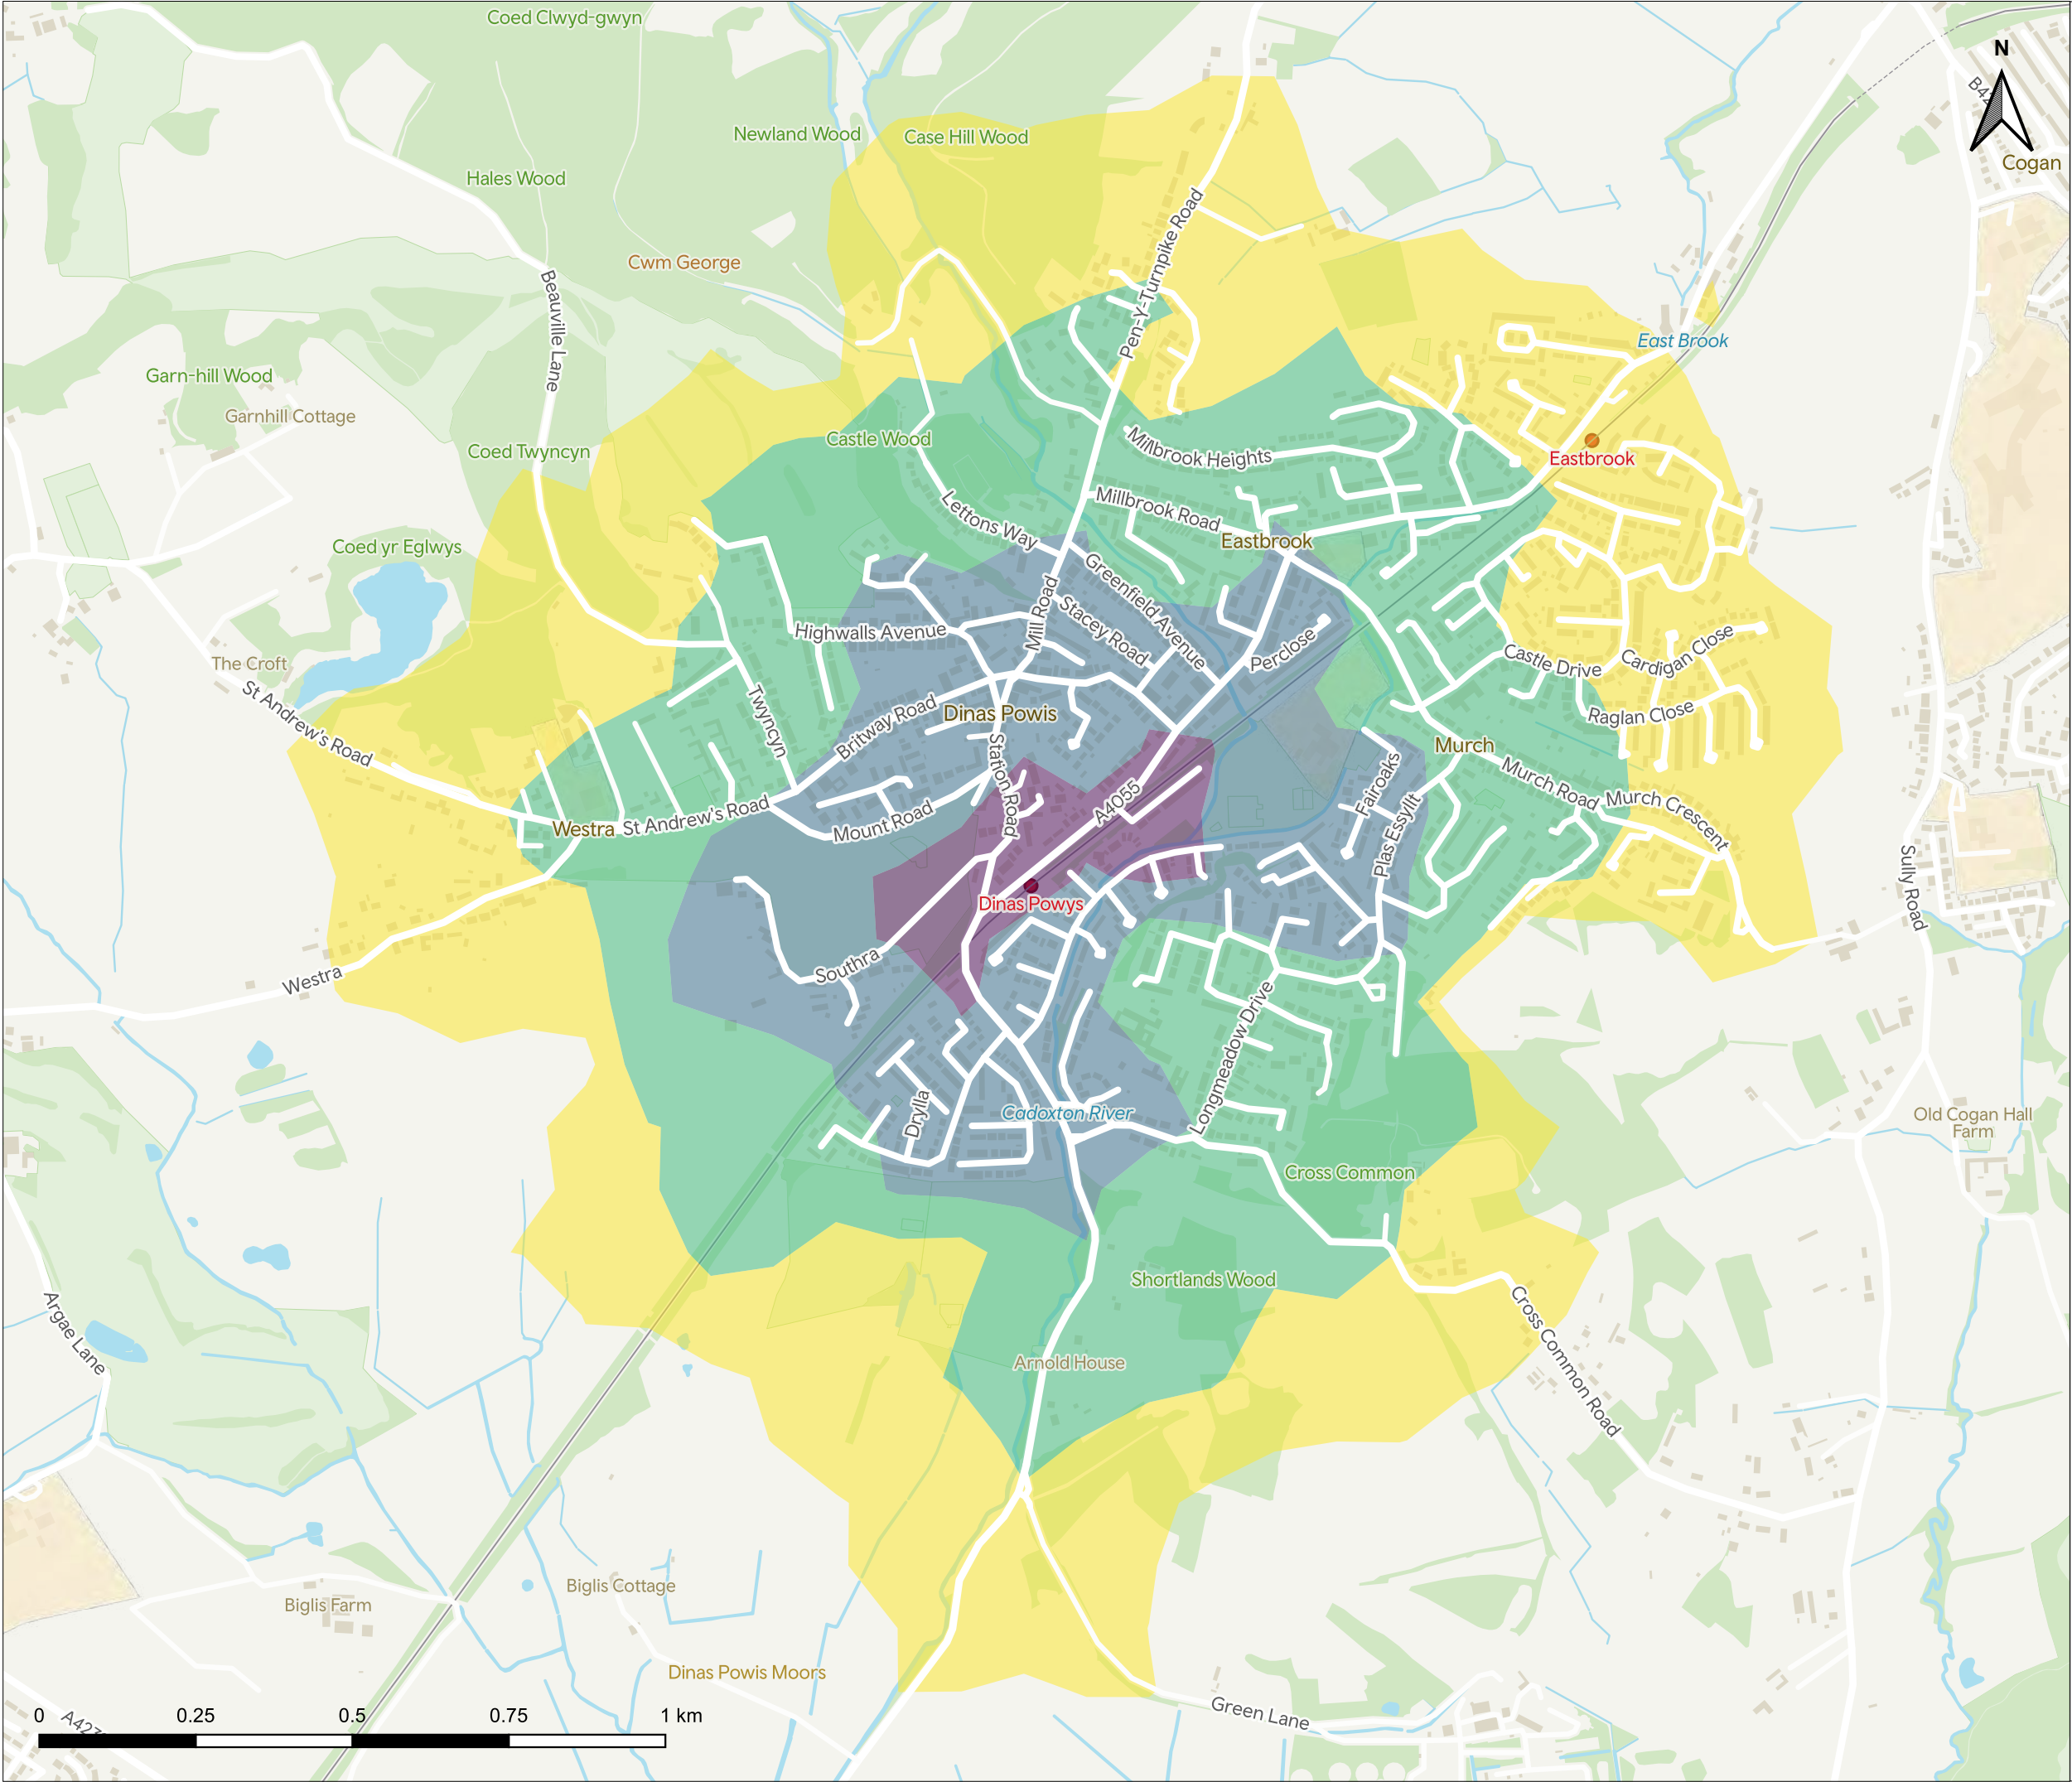 Coed Clwyd-gwyn
N
Newland Wood
Case Hill Wood
Cogan
Hales Wood
Pen-Y-Turnpike Road
Cwm George
Beauville Lane
East Brook
Garn-hill Wood
Garnhill Cottage
Castle Wood
Coed Twyncyn
Millbrook Heights
Eastbrook
Lettons Way
Millbrook Road
Eastbrook
Coed yr Eglwys
Greenfield Avenue
Mill Road
Stacey Road
Highwalls Avenue
Perclose
Castle Drive
Cardigan Close
The Croft
St Andrew's Road
Twyncyn
Britway Road
Dinas Powis
Raglan Close
Station Road
Murch
Fairoaks
Murch Road
Murch Crescent
A4055
Plas Essyllt
Westra
St Andrew's Road
Mount Road
Sully Road
Dinas Powys
Southra
Westra
Longmeadow Drive
Drylla
Cadoxton River
Old Cogan Hall
Farm
Cross Common
Shortlands Wood
Argae Lane
Cross Common Road
Arnold House
Biglis Cottage
Biglis Farm
Dinas Powis Moors
Green Lane
0 0.25 0.5 0.75 1 km